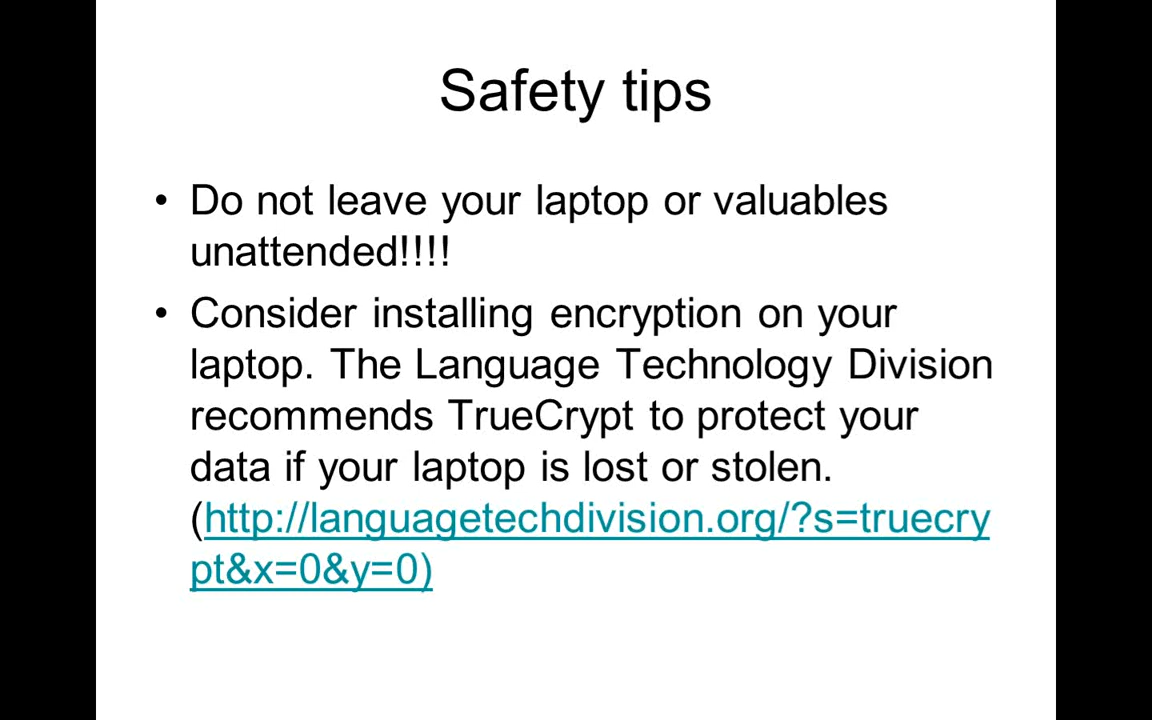 Safety tips
• Do not leave your laptop or valuables
unattended!!!!
• Consider installing encryption on your
laptop. The Language Technology Division
recommends TrueCrypt to protect your
data if your laptop is lost or stolen.
(http://languagetechdivision.org/?s=truecry
pt&x=0&y=0)